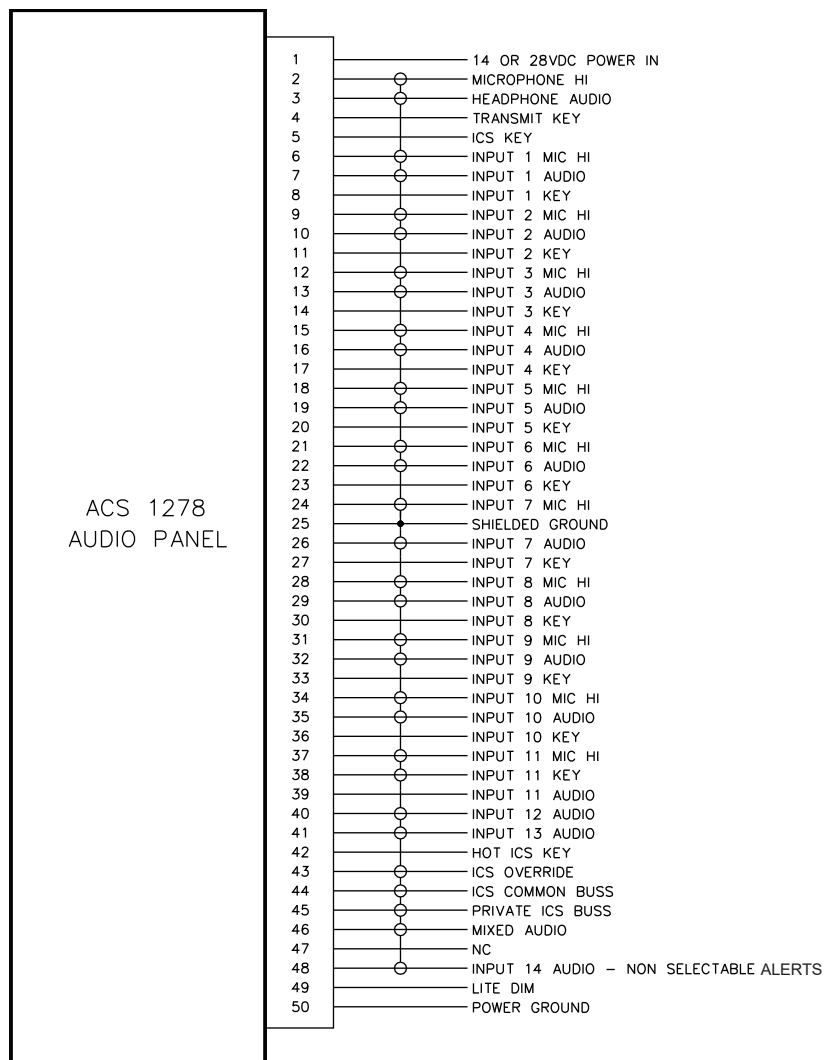 ACS 1278
AUDIO PANEL
1 14 OR 28VDC POWER IN
2 MICROPHONE HI
3 HEADPHONE AUDIO
4 TRANSMIT KEY
5 ICS KEY
6 INPUT 1 MIC HI
7 INPUT 1 AUDIO
8 INPUT 1 KEY
9 INPUT 2 MIC HI
10 INPUT 2 AUDIO
11 INPUT 2 KEY
12 INPUT 3 MIC HI
13 INPUT 3 AUDIO
14 INPUT 3 KEY
15 INPUT 4 MIC HI
16 INPUT 4 AUDIO
17 INPUT 4 KEY
18 INPUT 5 MIC HI
19 INPUT 5 AUDIO
20 INPUT 5 KEY
21 INPUT 6 MIC HI
22 INPUT 6 AUDIO
23 INPUT 6 KEY
24 INPUT 7 MIC HI
25 SHIELDED GROUND
26 INPUT 7 AUDIO
27 INPUT 7 KEY
28 INPUT 8 MIC HI
29 INPUT 8 AUDIO
30 INPUT 8 KEY
31 INPUT 9 MIC HI
32 INPUT 9 AUDIO
33 INPUT 9 KEY
34 INPUT 10 MIC HI
35 INPUT 10 AUDIO
36 INPUT 10 KEY
37 INPUT 11 MIC HI
38 INPUT 11 KEY
39 INPUT 11 AUDIO
40 INPUT 12 AUDIO
41 INPUT 13 AUDIO
42 HOT ICS KEY
43 ICS OVERRIDE
44 ICS COMMON BUSS
45 PRIVATE ICS BUSS
46 MIXED AUDIO
47 NC
48 INPUT 14 AUDIO – NON SELECTABLE ALERTS
49 LITE DIM
50 POWER GROUND